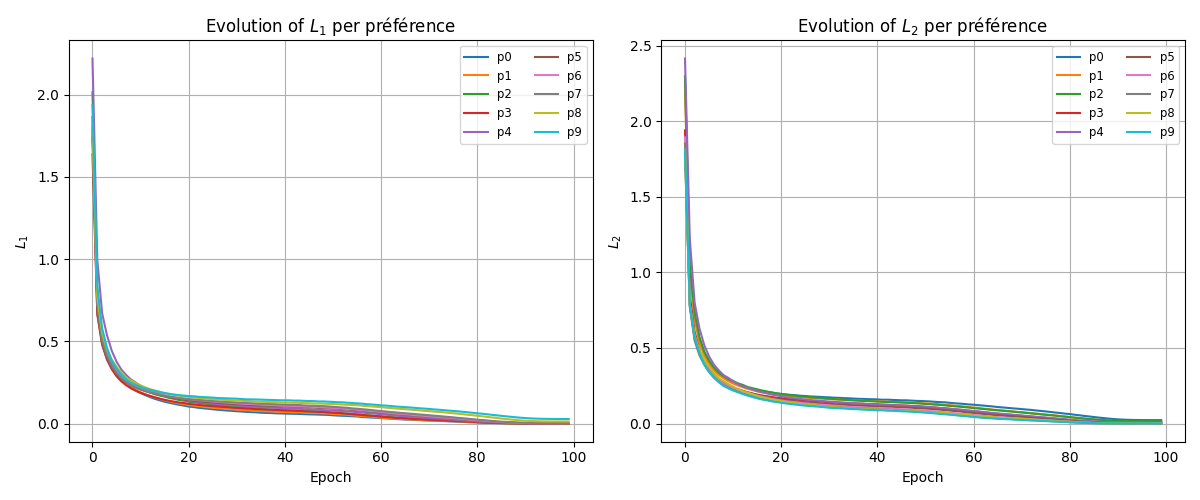 Evolution of L₁ per préférence
2.0
1.5
1.0
0.5
0.0
L₁
0 20 40 60 80 100
Epoch
p0 p5
p1 p6
p2 p7
p3 p8
p4 p9
Evolution of L₂ per préférence
2.5
2.0
1.5
1.0
0.5
0.0
L₂
0 20 40 60 80 100
Epoch
p0 p5
p1 p6
p2 p7
p3 p8
p4 p9